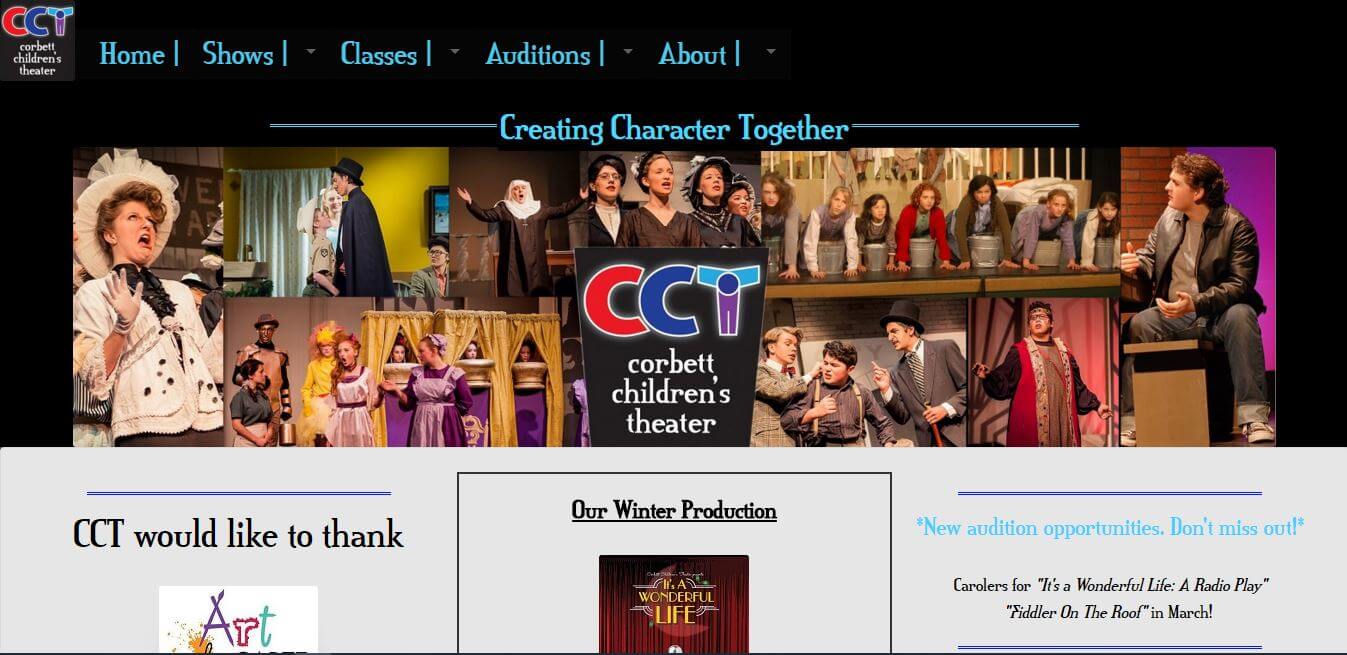 CCT
corbett
children's
theater
Home | Shows | Classes | Auditions | About |
Creating Character Together
CCT
corbett
children's
theater
CCT would like to thank
Art
Our Winter Production
IT'S A
WONDERFUL
LIFE
*New audition opportunities. Don't miss out!*
Carolers for "It's a Wonderful Life: A Radio Play"
"Fiddler On The Roof" in March!